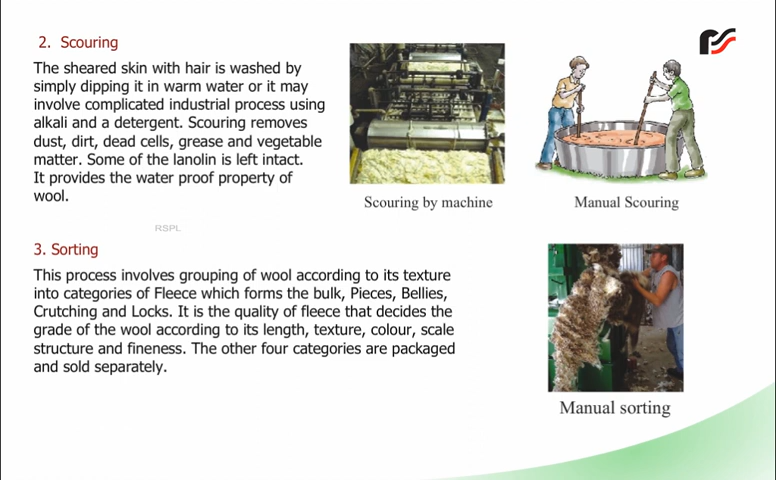 2. Scouring
The sheared skin with hair is washed by
simply dipping it in warm water or it may
involve complicated industrial process using
alkali and a detergent. Scouring removes
dust, dirt, dead cells, grease and vegetable
matter. Some of the lanolin is left intact.
It provides the water proof property of
wool.
Scouring by machine
Manual Scouring
RSPL
3. Sorting
This process involves grouping of wool according to its texture
into categories of Fleece which forms the bulk, Pieces, Bellies,
Crutching and Locks. It is the quality of fleece that decides the
grade of the wool according to its length, texture, colour, scale
structure and fineness. The other four categories are packaged
and sold separately.
Manual sorting